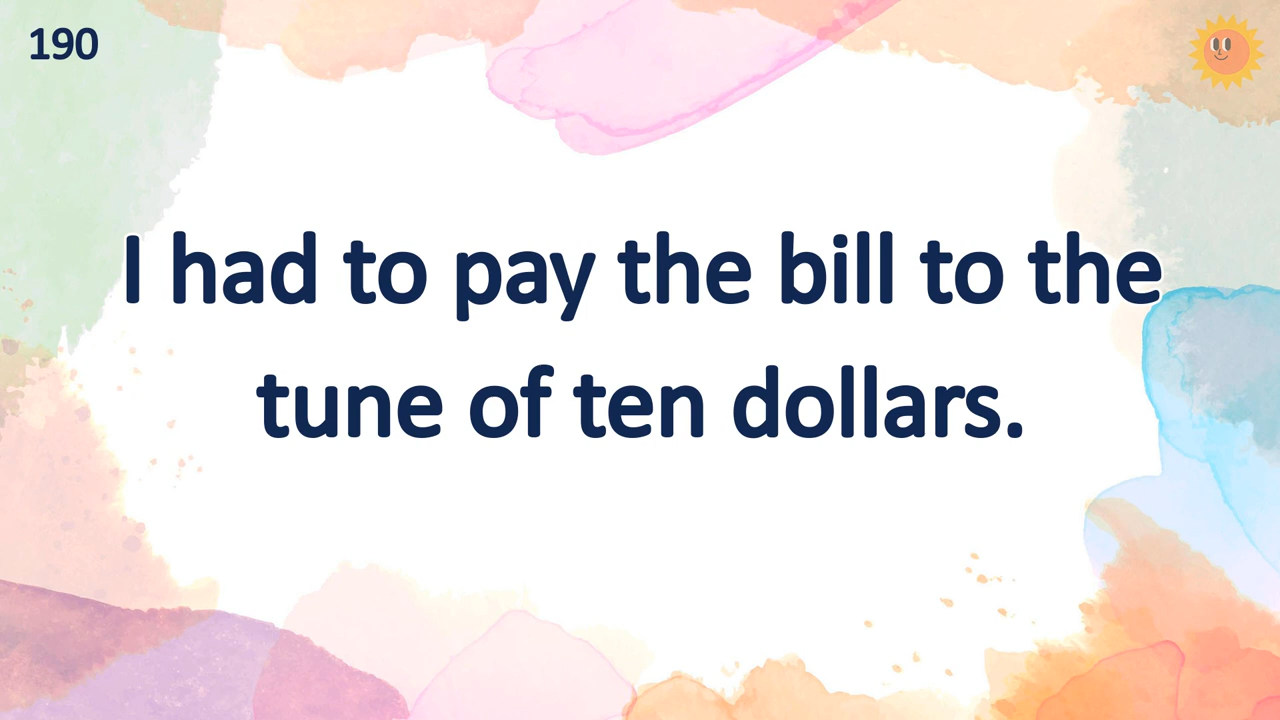 190
I had to pay the bill to the
tune of ten dollars.